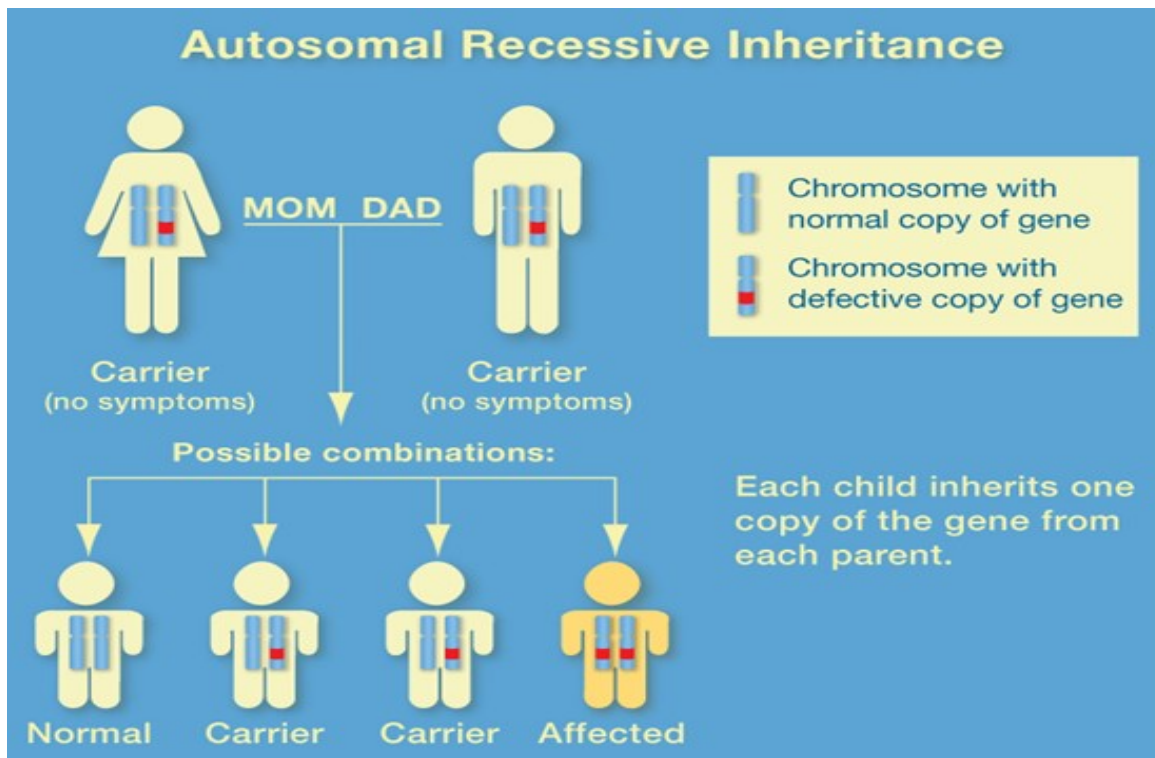 Autosomal Recessive Inheritance
MOM DAD
Carrier
(no symptoms)
Carrier
(no symptoms)
Chromosome with
normal copy of gene
Chromosome with
defective copy of gene
Possible combinations:
Each child inherits one
copy of the gene from
each parent.
Normal
Carrier
Carrier
Affected